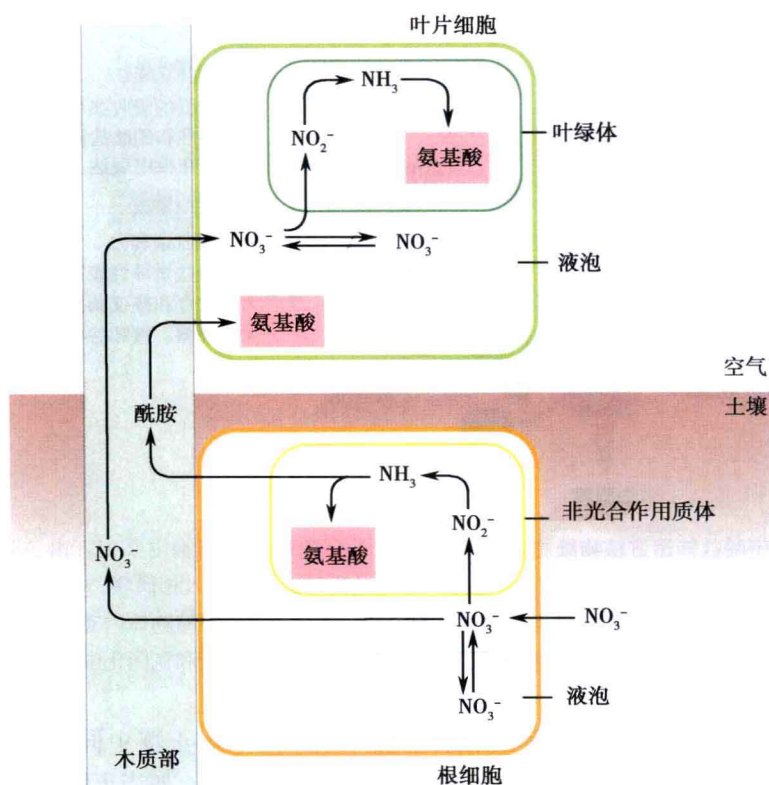 叶片细胞
NH₃
叶绿体
NO₂⁻
氨基酸
NO₃⁻
NO₃⁻
液泡
氨基酸
空气
土壤
酰胺
NH₃
非光合作用质体
NO₂⁻
氨基酸
NO₃⁻
NO₃⁻
NO₃⁻
NO₃⁻
液泡
木质部
根细胞